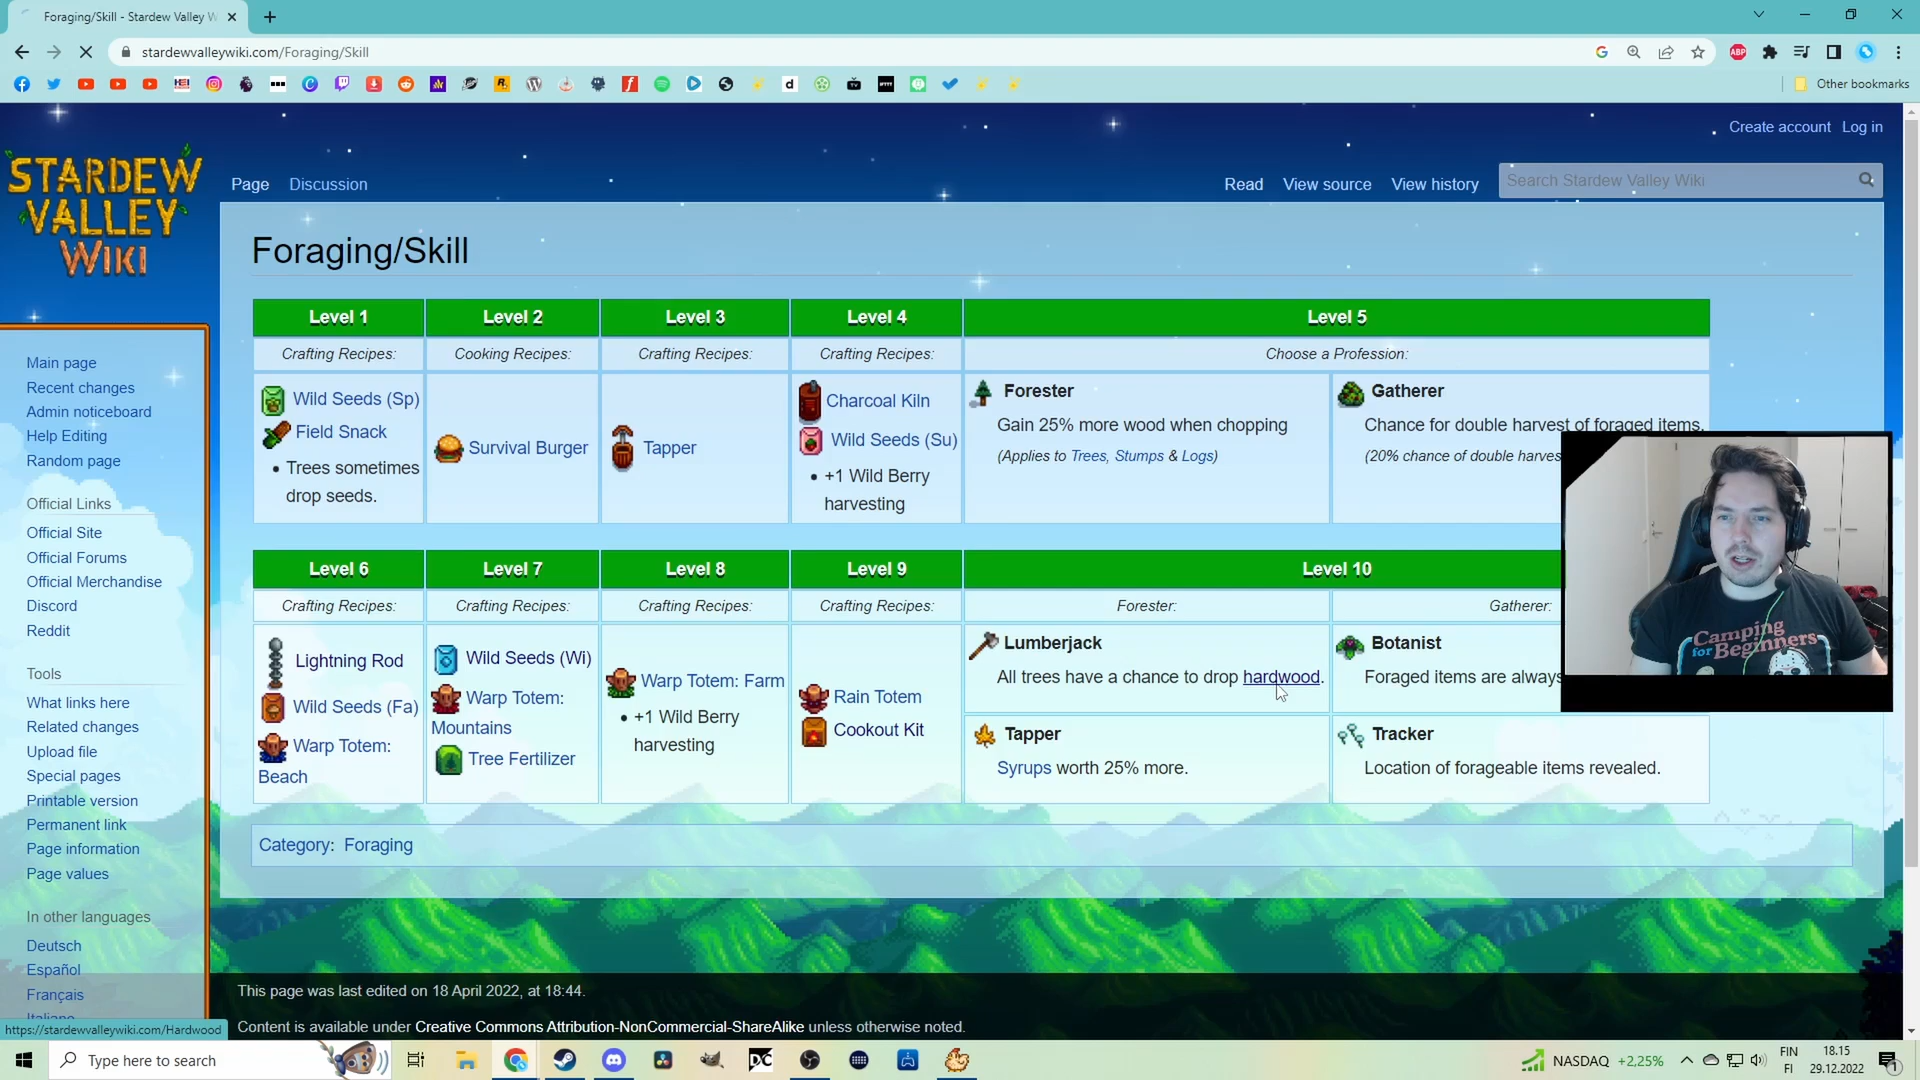 Foraging/Skill - Stardew Valley W
stardewvalleywiki.com/Foraging/Skill
Other bookmarks
Create account Log in
STARDEW VALLEY WIKI
Page Discussion
Read View source View history
Search Stardew Valley Wiki
Foraging/Skill
Level 1 Level 2 Level 3 Level 4 Level 5
Crafting Recipes: Cooking Recipes: Crafting Recipes: Crafting Recipes: Choose a Profession:
Wild Seeds (Sp)
Field Snack
• Trees sometimes
drop seeds.
Survival Burger
Tapper
Charcoal Kiln
Wild Seeds (Su)
• +1 Wild Berry
harvesting
Forester
Gain 25% more wood when chopping
(Applies to Trees, Stumps & Logs)
Gatherer
Chance for double harvest of foraged items.
(20% chance of double harves
Level 6 Level 7 Level 8 Level 9 Level 10
Crafting Recipes: Crafting Recipes: Crafting Recipes: Crafting Recipes: Forester: Gatherer:
Lightning Rod
Wild Seeds (Fa)
Warp Totem:
Beach
Wild Seeds (Wi)
Warp Totem:
Mountains
Tree Fertilizer
Warp Totem: Farm
• +1 Wild Berry
harvesting
Rain Totem
Cookout Kit
Lumberjack
All trees have a chance to drop hardwood.
Botanist
Foraged items are always
Tapper
Syrups worth 25% more.
Tracker
Location of forageable items revealed.
Category: Foraging
This page was last edited on 18 April 2022, at 18:44.
Content is available under Creative Commons Attribution-NonCommercial-ShareAlike unless otherwise noted.
Main page
Recent changes
Admin noticeboard
Help Editing
Random page
Official Links
Official Site
Official Forums
Official Merchandise
Discord
Reddit
Tools
What links here
Related changes
Upload file
Special pages
Printable version
Permanent link
Page information
Page values
In other languages
Deutsch
Español
Français
https://stardewvalleywiki.com/Hardwood
Camping
for Beginners
Type here to search
NASDAQ +2,25%
FIN
FI
18.15
29.12.2022